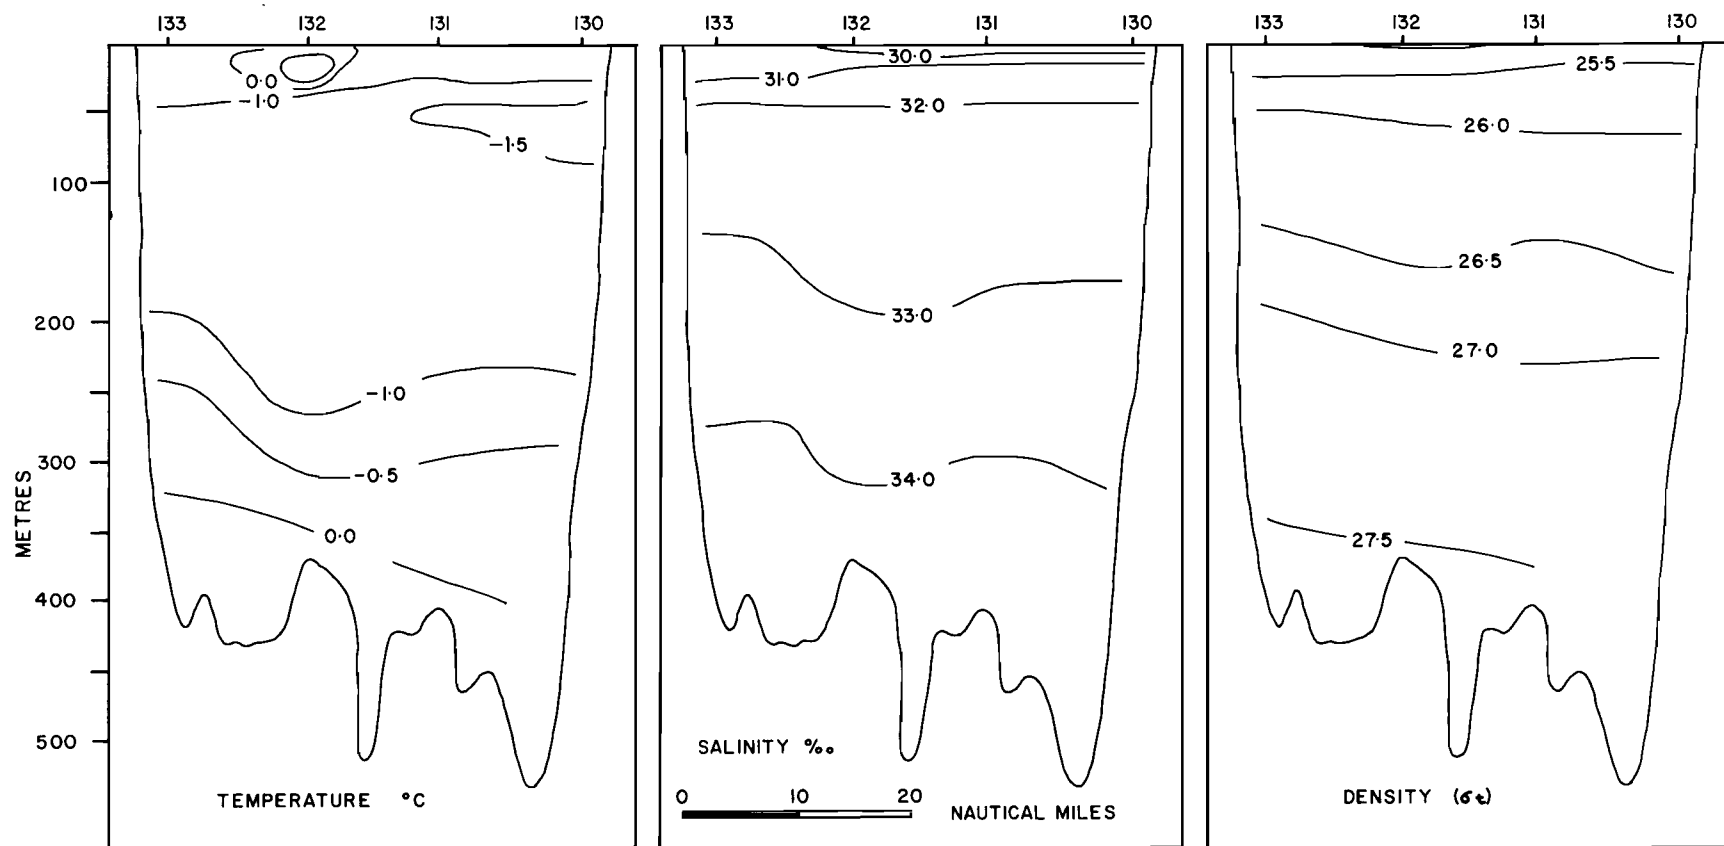 133 132 131 130
133 132 131 130
133 132 131 130
0·0
-1·0
-1·5
-1·0
-0·5
0·0
100
200
300
400
500
METRES
TEMPERATURE °C
30·0
31·0
32·0
33·0
34·0
SALINITY ‰
0 10 20
NAUTICAL MILES
25·5
26·0
26·5
27·0
27·5
DENSITY (σt)